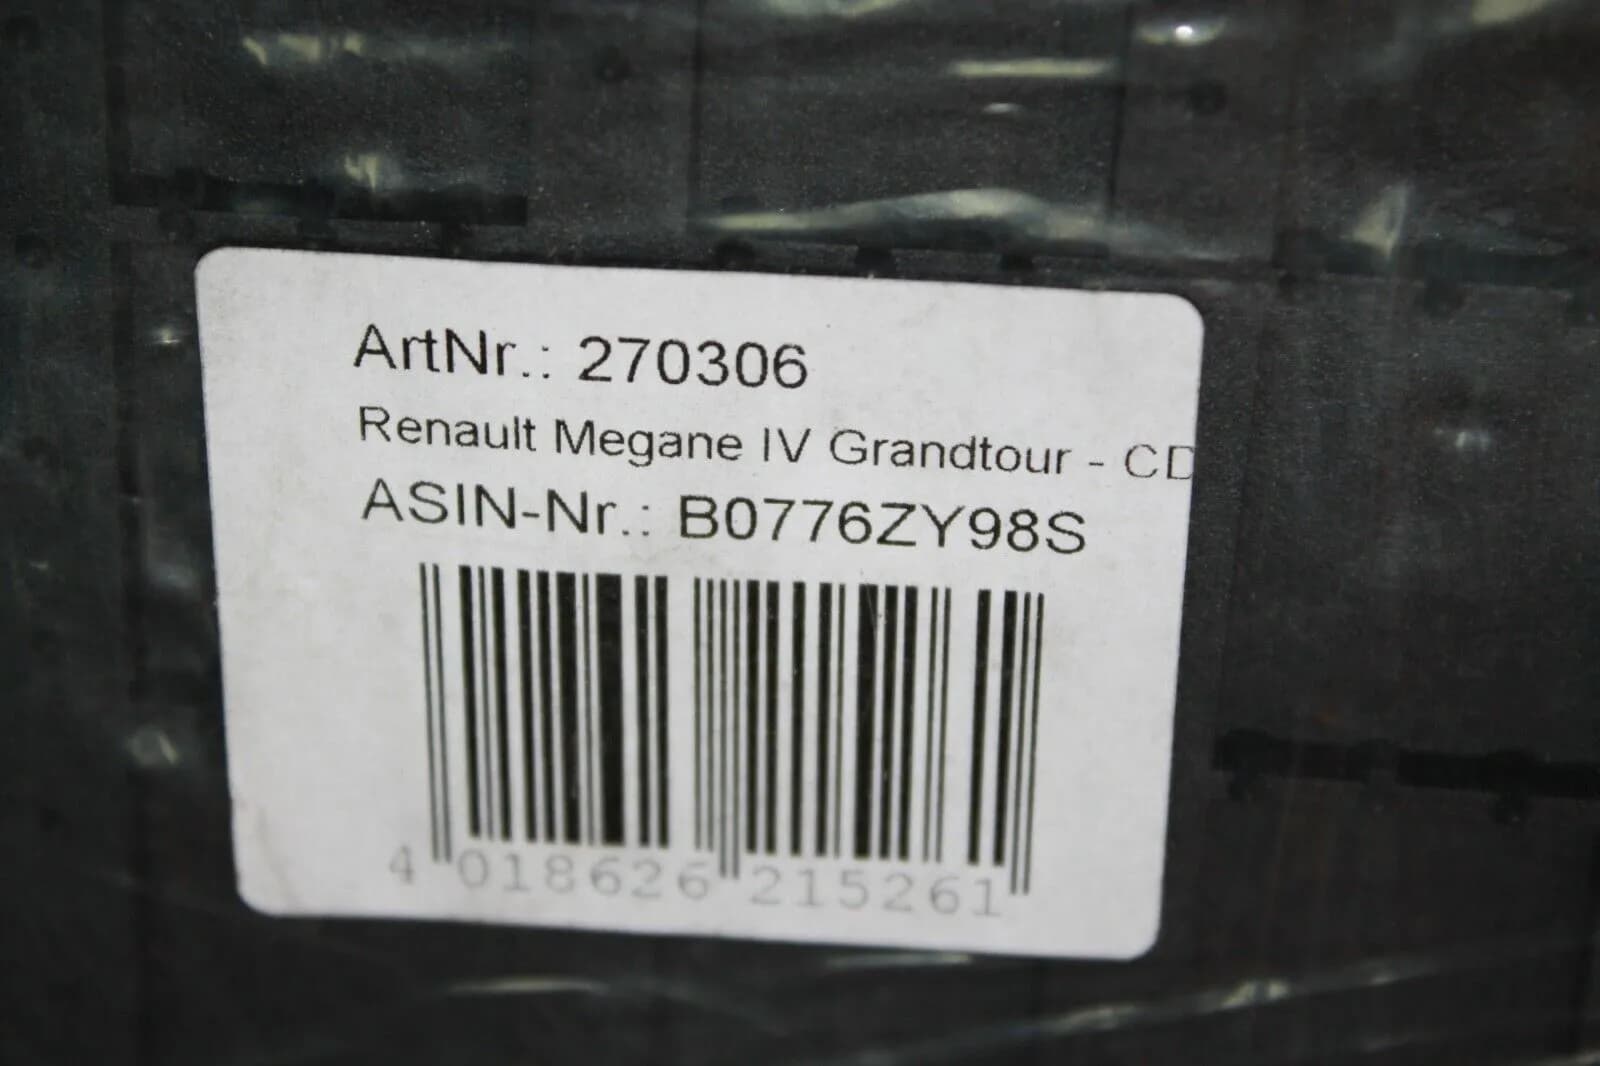 ArtNr.: 270306
Renault Megane IV Grandtour - CD
ASIN-Nr.: B0776ZY98S
4 018626 215261